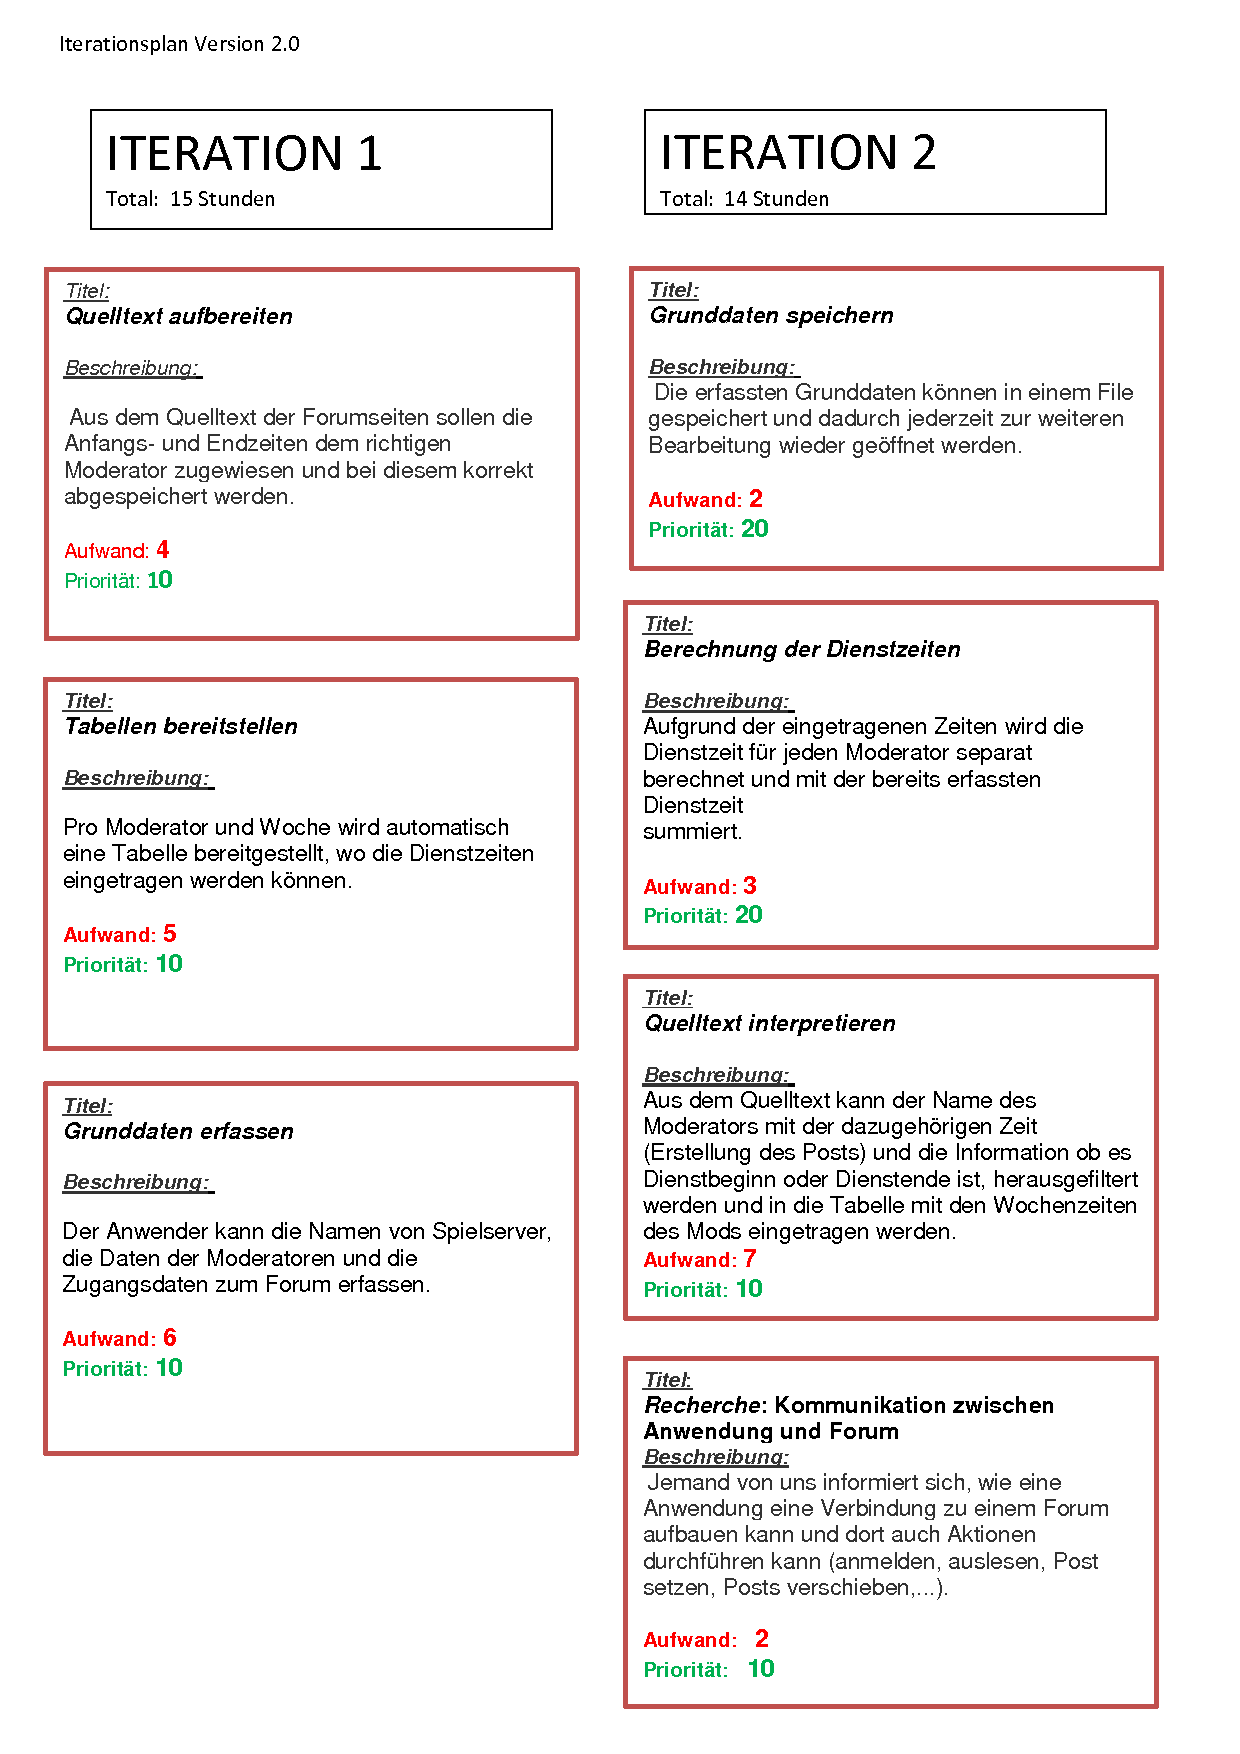 Iterationsplan Version 2.0
ITERATION 1
Total:  15 Stunden
Titel:
Quelltext aufbereiten
Beschreibung:
Aus dem Quelltext der Forumseiten sollen die
Anfangs- und Endzeiten dem richtigen
Moderator zugewiesen und bei diesem korrekt
abgespeichert werden.
Aufwand: 4
Priorität: 10
Titel:
Tabellen bereitstellen
Beschreibung:
Pro Moderator und Woche wird automatisch
eine Tabelle bereitgestellt, wo die Dienstzeiten
eingetragen werden können.
Aufwand: 5
Priorität: 10
Titel:
Grunddaten erfassen
Beschreibung:
Der Anwender kann die Namen von Spielserver,
die Daten der Moderatoren und die
Zugangsdaten zum Forum erfassen.
Aufwand: 6
Priorität: 10
ITERATION 2
Total:  14 Stunden
Titel:
Grunddaten speichern
Beschreibung:
Die erfassten Grunddaten können in einem File
gespeichert und dadurch jederzeit zur weiteren
Bearbeitung wieder geöffnet werden.
Aufwand: 2
Priorität: 20
Titel:
Berechnung der Dienstzeiten
Beschreibung:
Aufgrund der eingetragenen Zeiten wird die
Dienstzeit für jeden Moderator separat
berechnet und mit der bereits erfassten
Dienstzeit
summiert.
Aufwand: 3
Priorität: 20
Titel:
Quelltext interpretieren
Beschreibung:
Aus dem Quelltext kann der Name des
Moderators mit der dazugehörigen Zeit
(Erstellung des Posts) und die Information ob es
Dienstbeginn oder Dienstende ist, herausgefiltert
werden und in die Tabelle mit den Wochenzeiten
des Mods eingetragen werden.
Aufwand: 7
Priorität: 10
Titel:
Recherche: Kommunikation zwischen
Anwendung und Forum
Beschreibung:
Jemand von uns informiert sich, wie eine
Anwendung eine Verbindung zu einem Forum
aufbauen kann und dort auch Aktionen
durchführen kann (anmelden, auslesen, Post
setzen, Posts verschieben,...).
Aufwand:   2
Priorität:   10